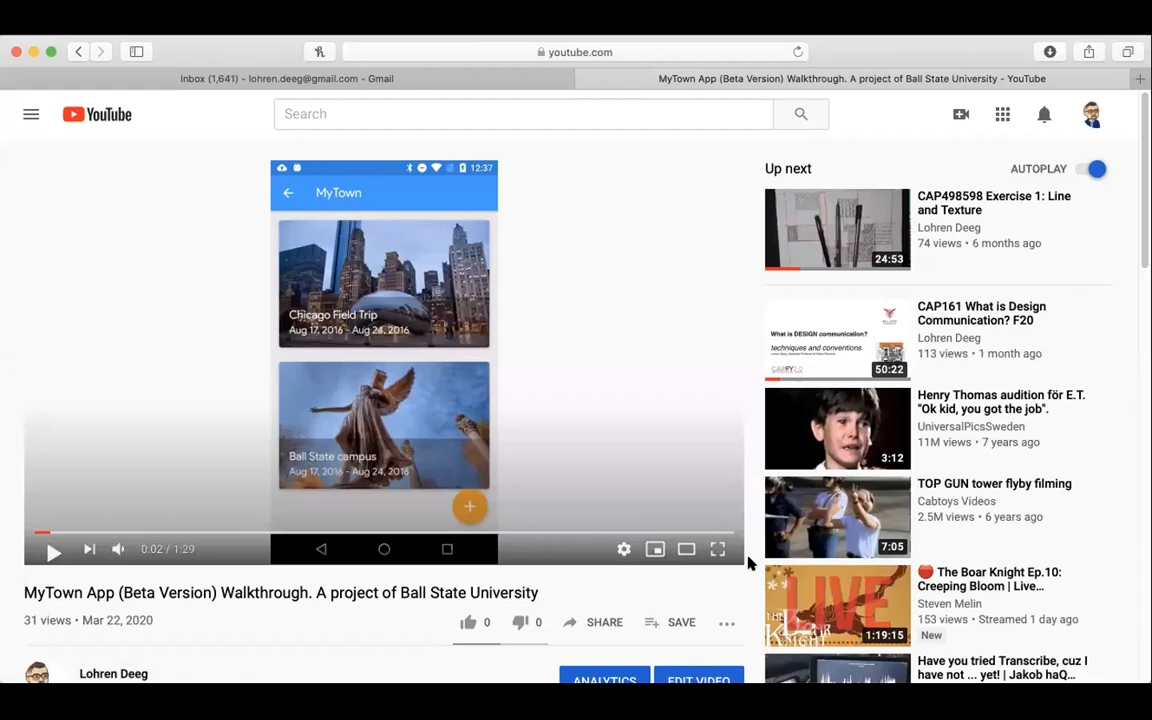 youtube.com
Inbox (1,641) - lohren.deeg@gmail.com - Gmail
MyTown App (Beta Version) Walkthrough. A project of Ball State University - YouTube
YouTube
Search
12:37
MyTown
Chicago Field Trip
Aug 17, 2016 - Aug 24, 2016
Ball State campus
Aug 17, 2016 - Aug 24, 2016
0:02 / 1:29
MyTown App (Beta Version) Walkthrough. A project of Ball State University
31 views • Mar 22, 2020
0
0
SHARE
SAVE
Lohren Deeg
ANALYTICS
EDIT VIDEO
Up next
AUTOPLAY
24:53
CAP498598 Exercise 1: Line
and Texture
Lohren Deeg
74 views • 6 months ago
What is DESIGN communication?
techniques and conventions
50:22
CAP161 What is Design
Communication? F20
Lohren Deeg
113 views • 1 month ago
3:12
Henry Thomas audition för E.T.
"Ok kid, you got the job".
UniversalPicsSweden
11M views • 7 years ago
7:05
TOP GUN tower flyby filming
Cabtoys Videos
2.5M views • 6 years ago
LIVE
1:19:15
The Boar Knight Ep.10:
Creeping Bloom | Live...
Steven Melin
153 views • Streamed 1 day ago
New
Have you tried Transcribe, cuz I
have not ... yet! | Jakob haQ...